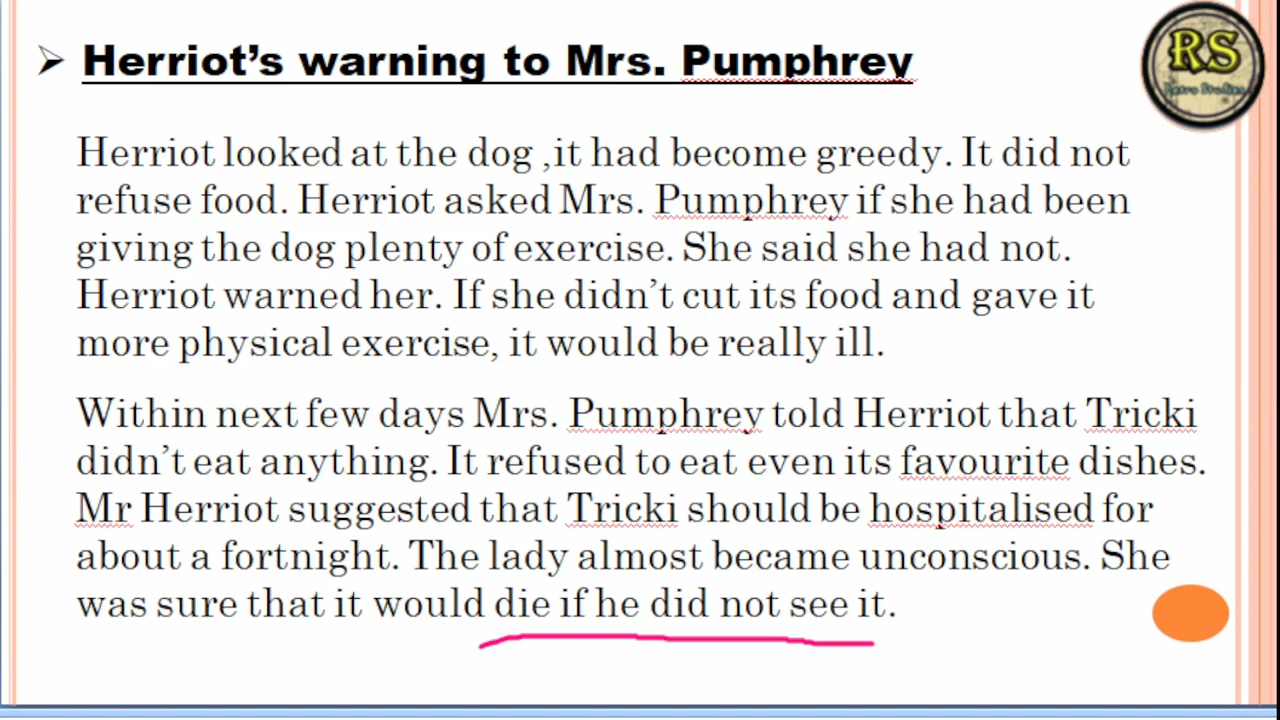 ➢ Herriot's warning to Mrs. Pumphrey
RS
Retro Studies
Herriot looked at the dog ,it had become greedy. It did not
refuse food. Herriot asked Mrs. Pumphrey if she had been
giving the dog plenty of exercise. She said she had not.
Herriot warned her. If she didn't cut its food and gave it
more physical exercise, it would be really ill.
Within next few days Mrs. Pumphrey told Herriot that Tricki
didn't eat anything. It refused to eat even its favourite dishes.
Mr Herriot suggested that Tricki should be hospitalised for
about a fortnight. The lady almost became unconscious. She
was sure that it would die if he did not see it.